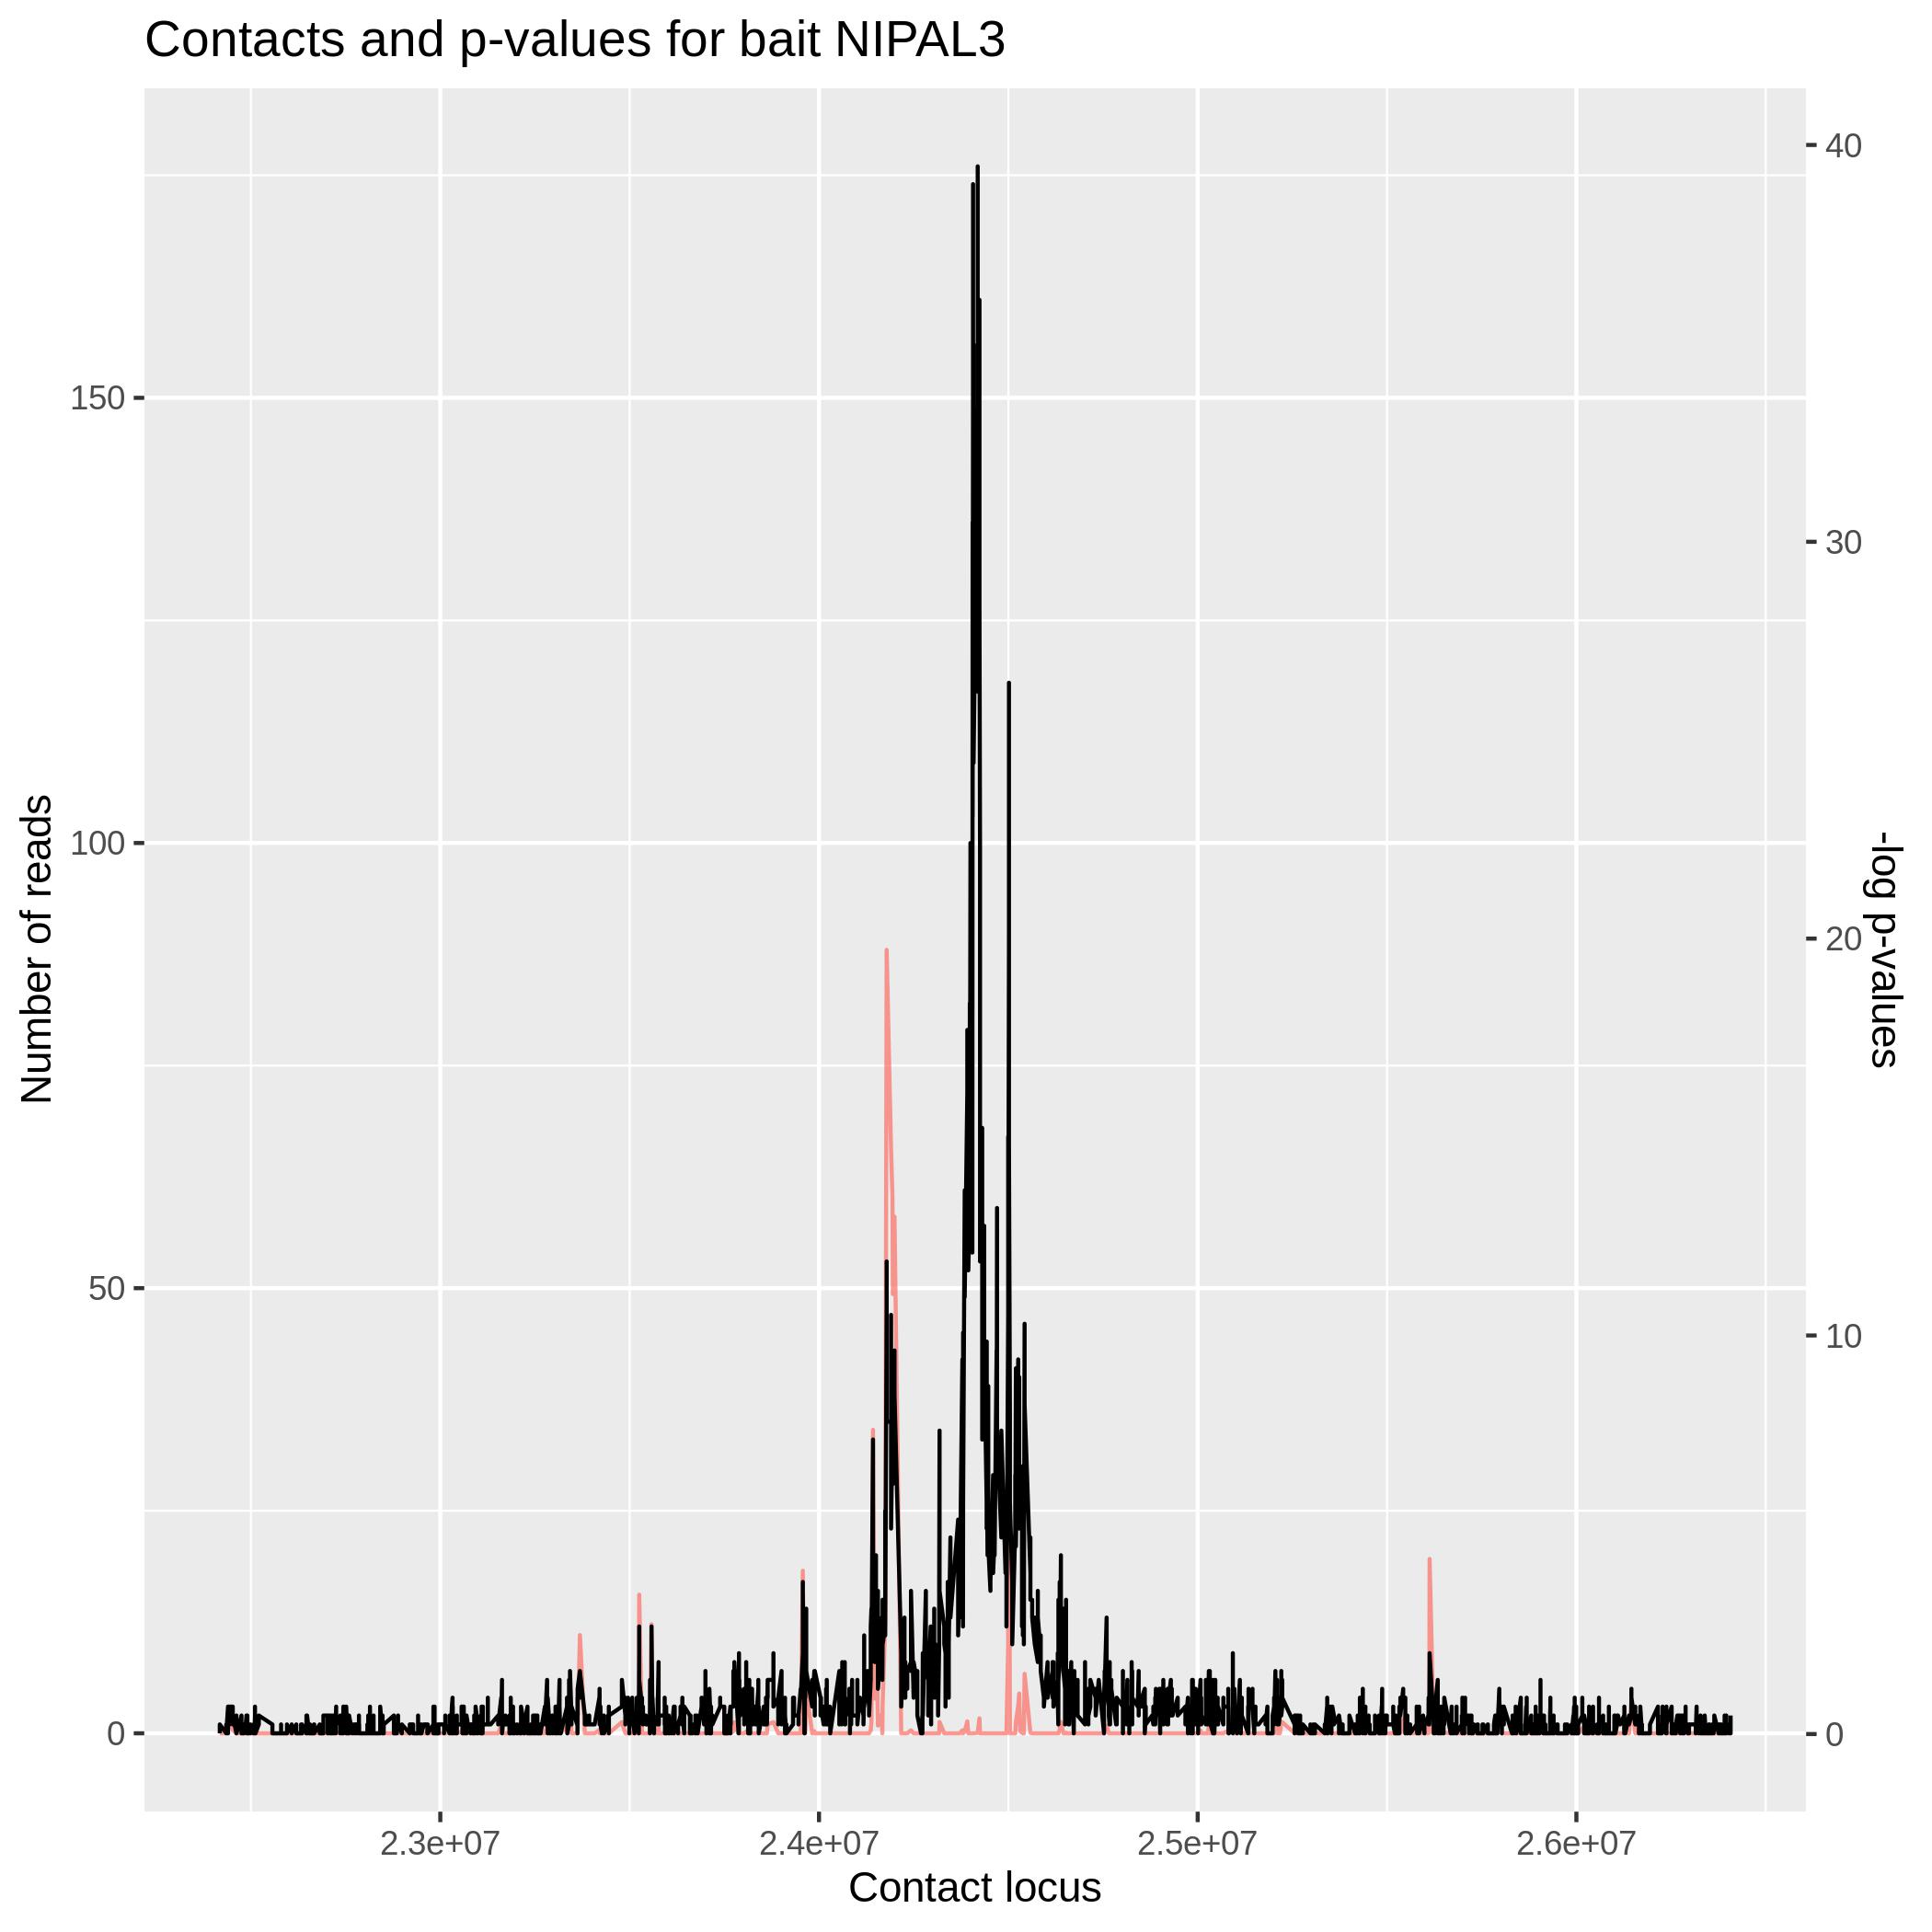 Contacts and p-values for bait NIPAL3
Number of reads
150
100
50
0
40
30
20
10
0
-log p-values
2.3e+07 2.4e+07 2.5e+07 2.6e+07
Contact locus